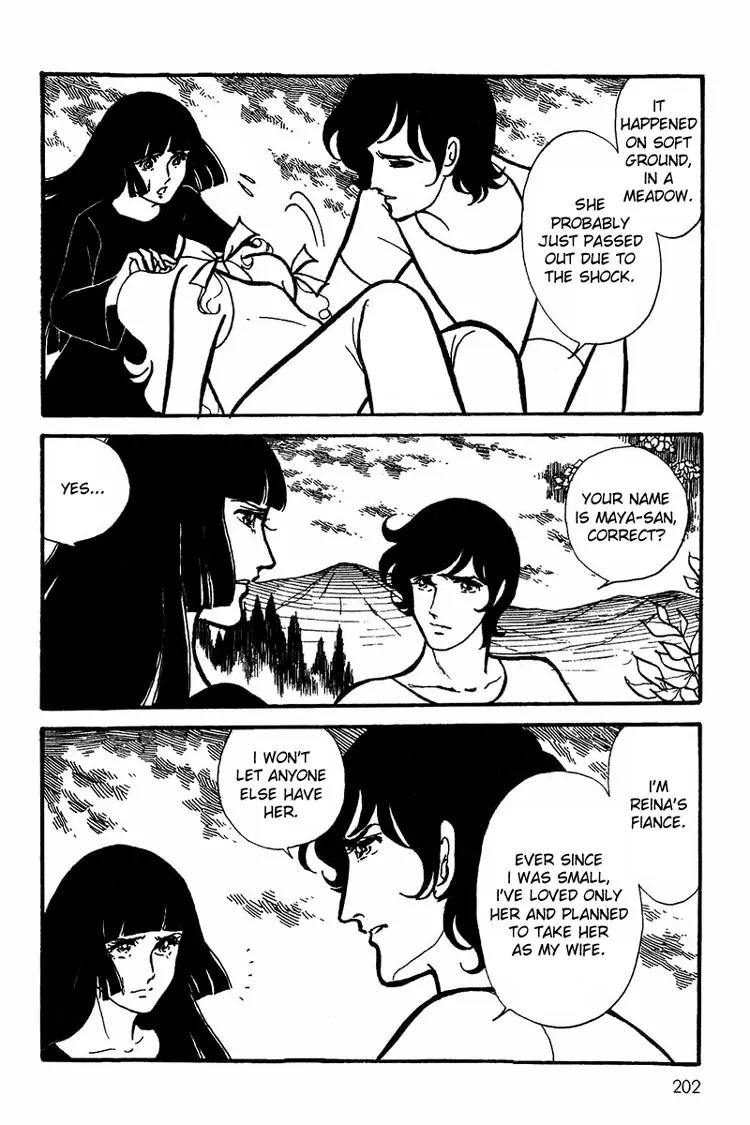 IT
HAPPENED
ON SOFT
GROUND,
IN A
MEADOW.
SHE
PROBABLY
JUST PASSED
OUT DUE TO
THE SHOCK.
YOUR NAME
IS MAYA-SAN,
CORRECT?
YES...
I'M
REINA'S
FIANCE.
EVER SINCE
I WAS SMALL,
I'VE LOVED ONLY
HER AND PLANNED
TO TAKE HER
AS MY WIFE.
I WON'T
LET ANYONE
ELSE HAVE
HER.
202